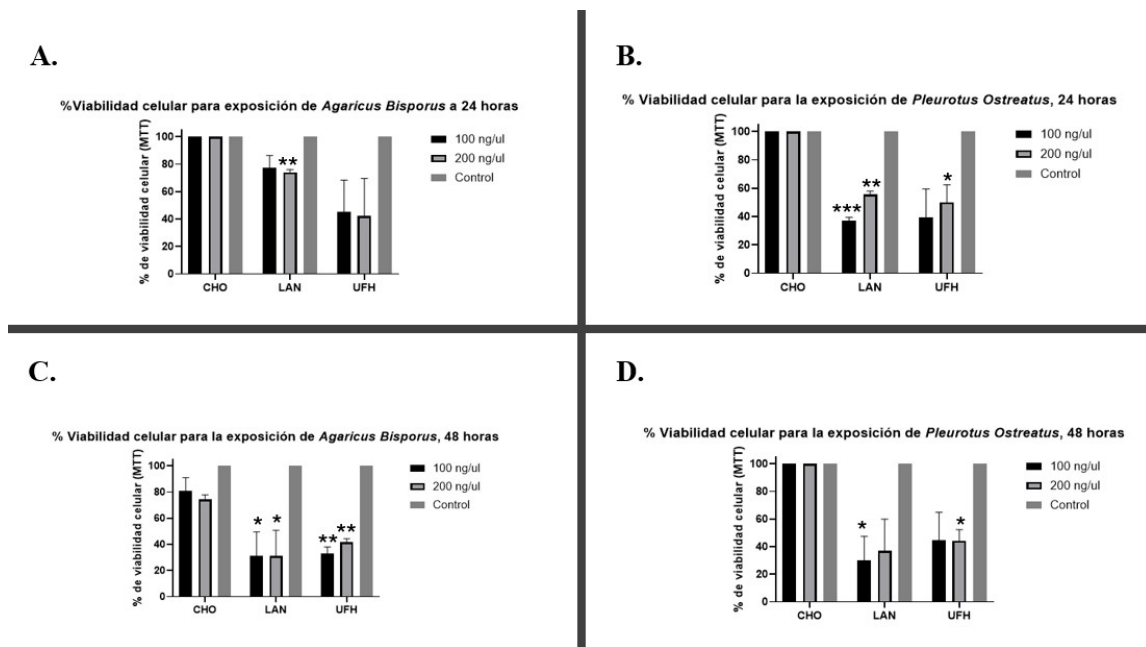 A.
%Viabilidad celular para exposición de Agaricus Bisporus a 24 horas
% de viabilidad celular (MTT)
100
80
60
40
20
0
**
CHO
LAN
UFH
100 ng/ul
200 ng/ul
Control
B.
% Viabilidad celular para la exposición de Pleurotus Ostreatus, 24 horas
% de viabilidad celular (MTT)
100
80
60
40
20
0
***
**
*
CHO
LAN
UFH
100 ng/ul
200 ng/ul
Control
C.
% Viabilidad celular para la exposición de Agaricus Bisporus, 48 horas
% de viabilidad celular (MTT)
100
80
60
40
20
0
*
*
**
**
CHO
LAN
UFH
100 ng/ul
200 ng/ul
Control
D.
% Viabilidad celular para la exposición de Pleurotus Ostreatus, 48 horas
% de viabilidad celular (MTT)
100
80
60
40
20
0
*
*
CHO
LAN
UFH
100 ng/ul
200 ng/ul
Control